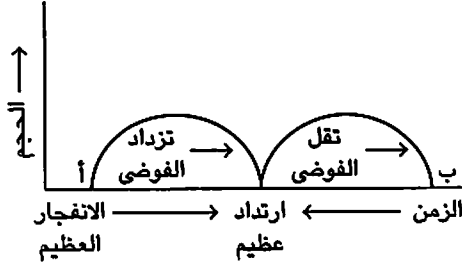 الحجم
تزداد
الفوضى
تقل
الفوضى
أ
ب
الانفجار
العظيم
ارتداد
عظيم
الزمن